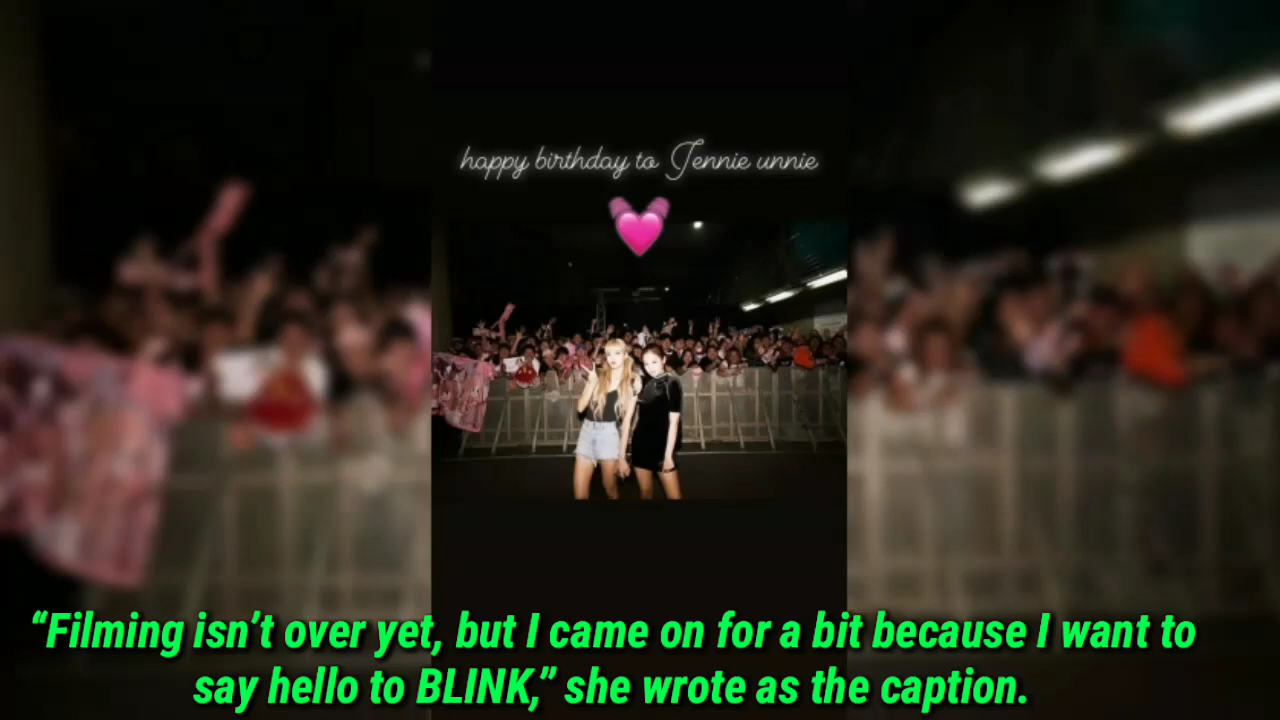 happy birthday to Jennie unnie
“Filming isn’t over yet, but I came on for a bit because I want to
say hello to BLINK,” she wrote as the caption.